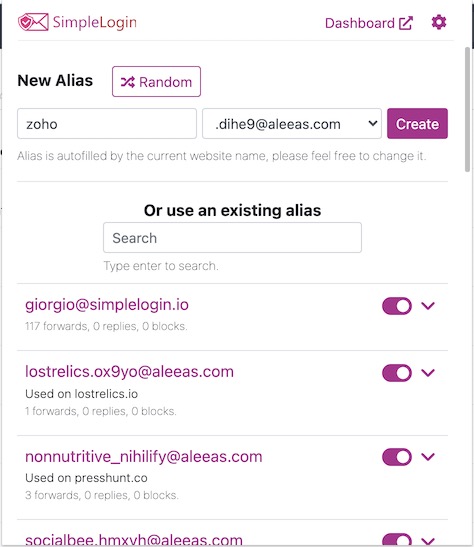 SimpleLogin
Dashboard
New Alias
Random
zoho
.dihe9@aleeas.com
Create
Alias is autofilled by the current website name, please feel free to change it.
Or use an existing alias
Search
Type enter to search.
giorgio@simplelogin.io
117 forwards, 0 replies, 0 blocks.
lostrelics.ox9yo@aleeas.com
Used on lostrelics.io
1 forwards, 0 replies, 0 blocks.
nonnutritive_nihilify@aleeas.com
Used on presshunt.co
3 forwards, 0 replies, 0 blocks.
socialbee.hmxvh@aleeas.com